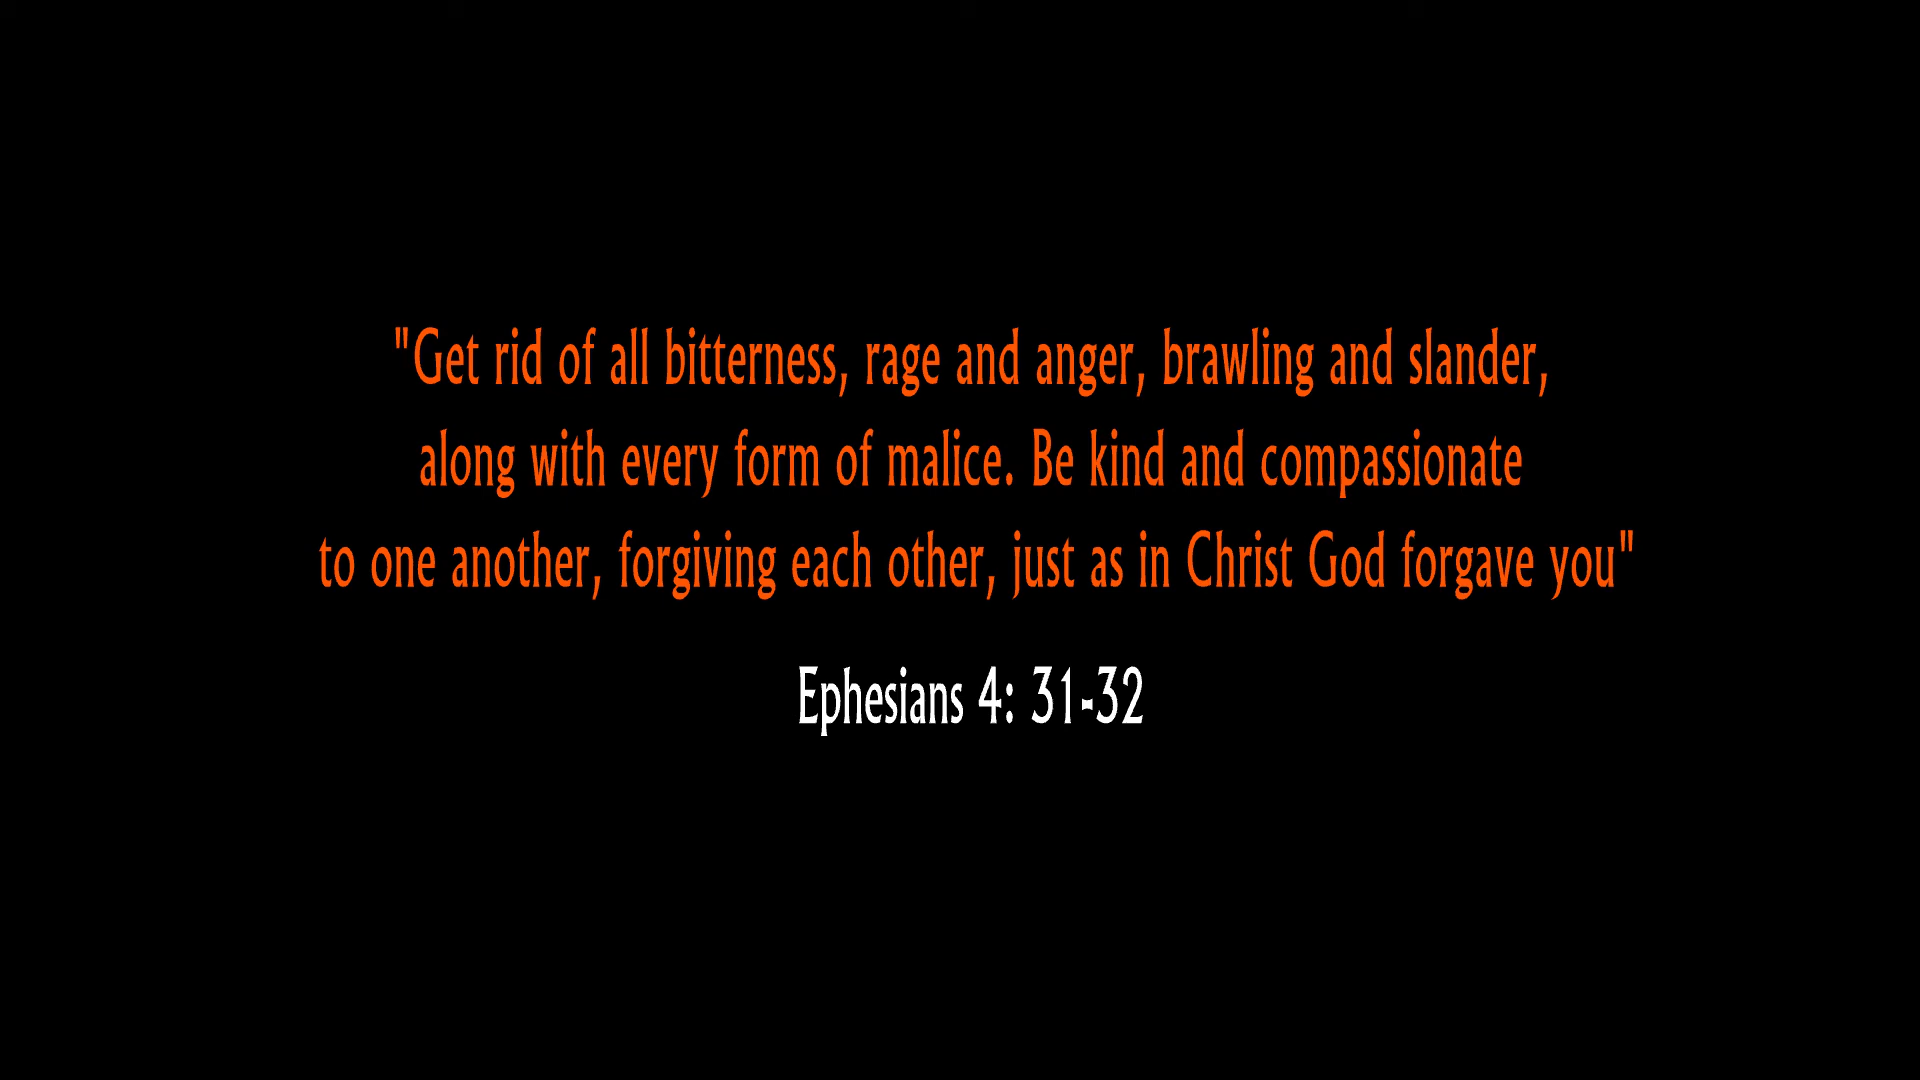 "Get rid of all bitterness, rage and anger, brawling and slander,
along with every form of malice. Be kind and compassionate
to one another, forgiving each other, just as in Christ God forgave you"
Ephesians 4: 31-32